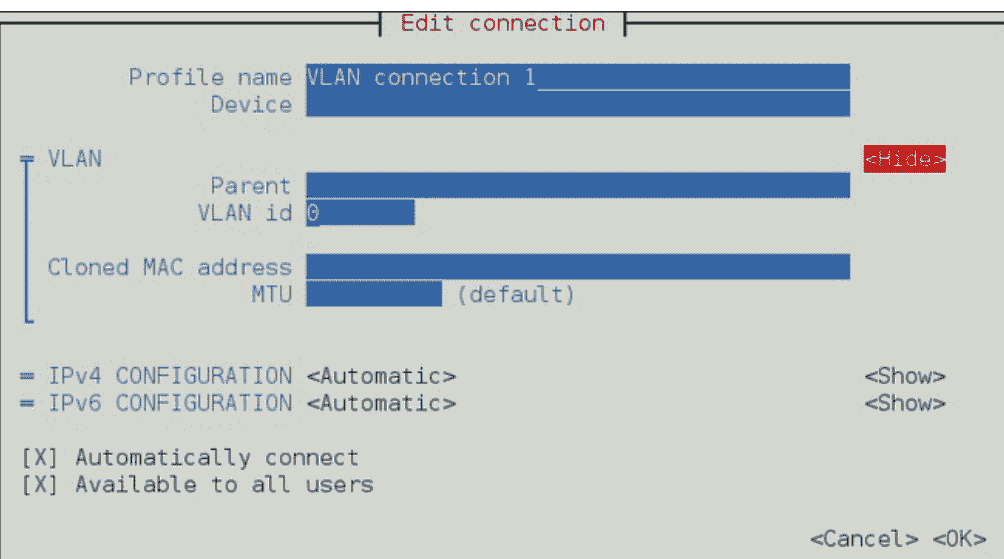 Edit connection
Profile name VLAN connection 1
Device
= VLAN <Hide>
Parent
VLAN id 0
Cloned MAC address
MTU (default)
= IPv4 CONFIGURATION <Automatic> <Show>
= IPv6 CONFIGURATION <Automatic> <Show>
[X] Automatically connect
[X] Available to all users
<Cancel> <OK>